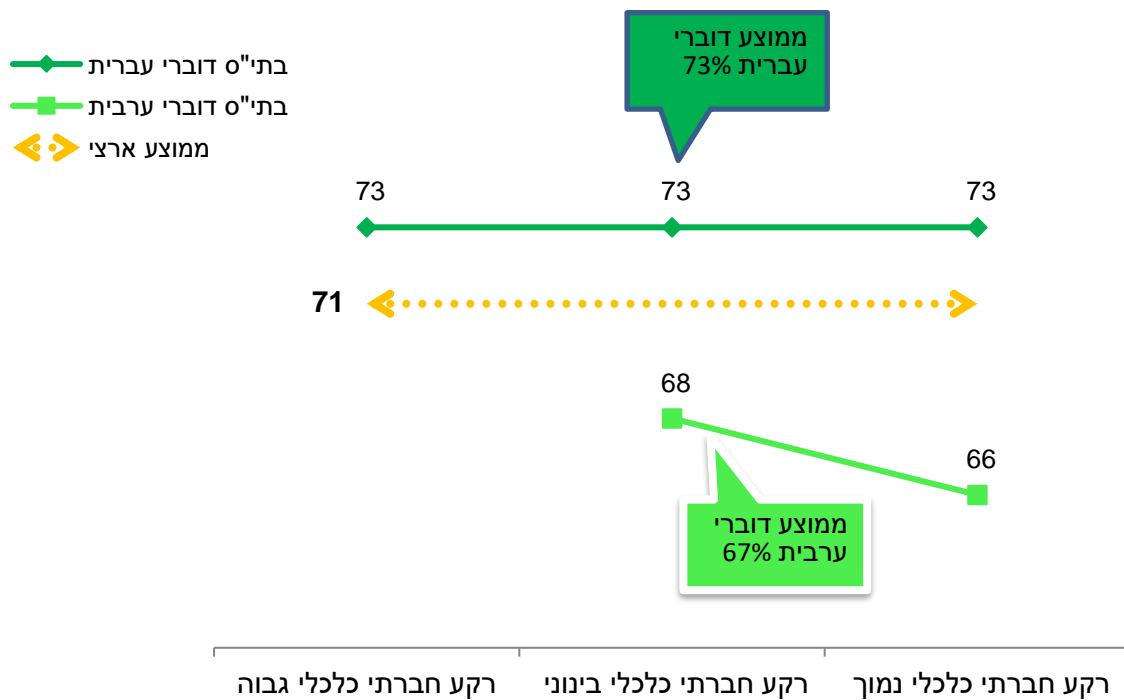 בתי"ס דוברי עברית
בתי"ס דוברי ערבית
ממוצע ארצי
ממוצע דוברי
עברית 73%
73
73
73
71
68
66
ממוצע דוברי
ערבית 67%
רקע חברתי כלכלי נמוך
רקע חברתי כלכלי בינוני
רקע חברתי כלכלי גבוה